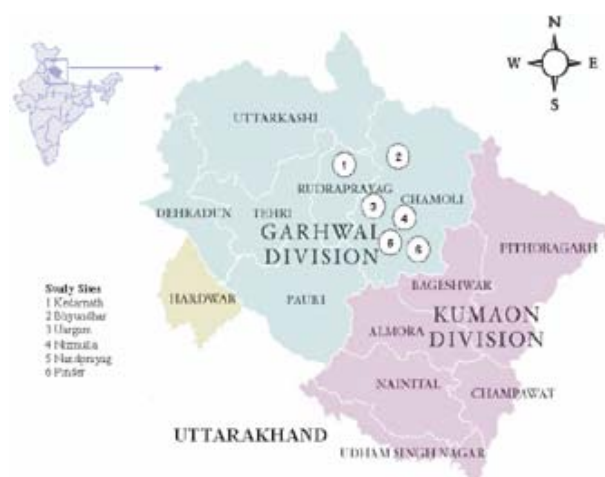 N
W E
S
UTTARKASHI
1
2
RUDRAPRAYAG
CHAMOLI
3
4
DEHRADUN
TEHRI
GARHWAL
DIVISION
5
6
PITHORAGARH
BAGESHWAR
HARDWAR
PAURI
KUMAON
DIVISION
ALMORA
NAINITAL
CHAMPAWAT
UTTARAKHAND
UDHAM SINGH NAGAR
Study Sites
1 Kedarnath
2 Bhyundhar
3 Urgam
4 Nizmulla
5 Nandprayag
6 Pinder